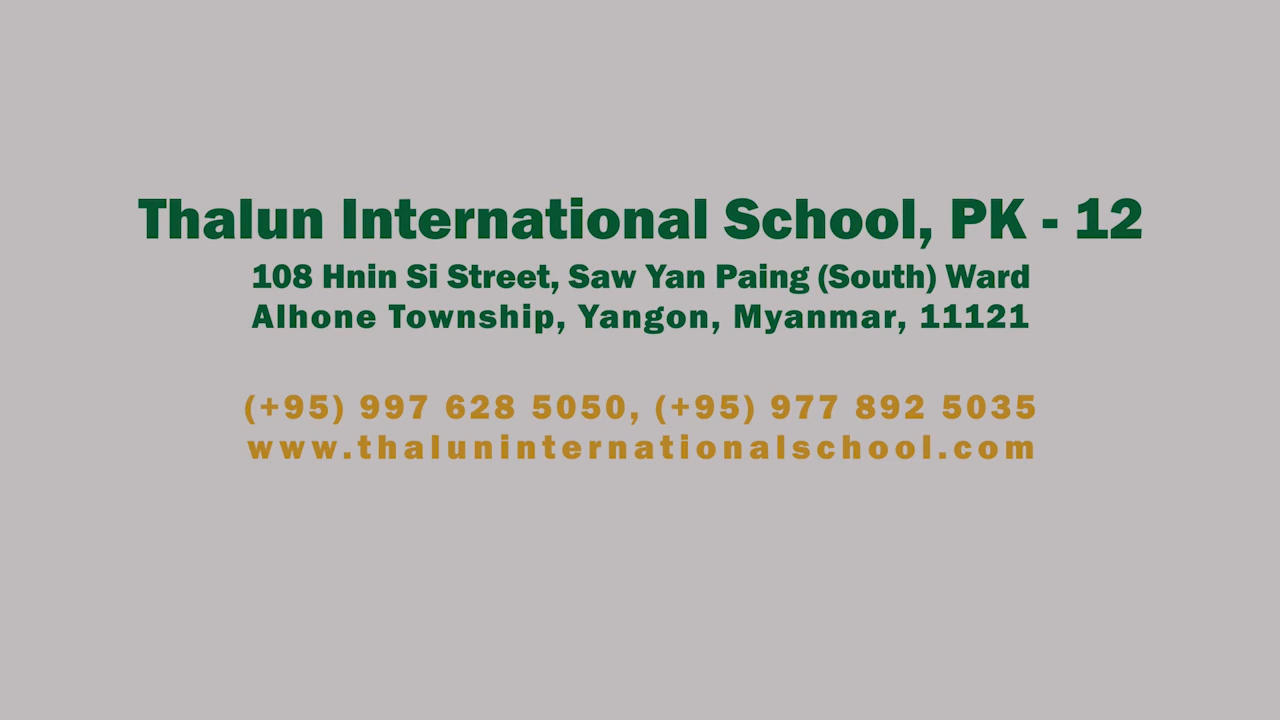 Thalun International School, PK - 12
108 Hnin Si Street, Saw Yan Paing (South) Ward
Alhone Township, Yangon, Myanmar, 11121
(+95) 997 628 5050, (+95) 977 892 5035
www.thaluninternationalschool.com